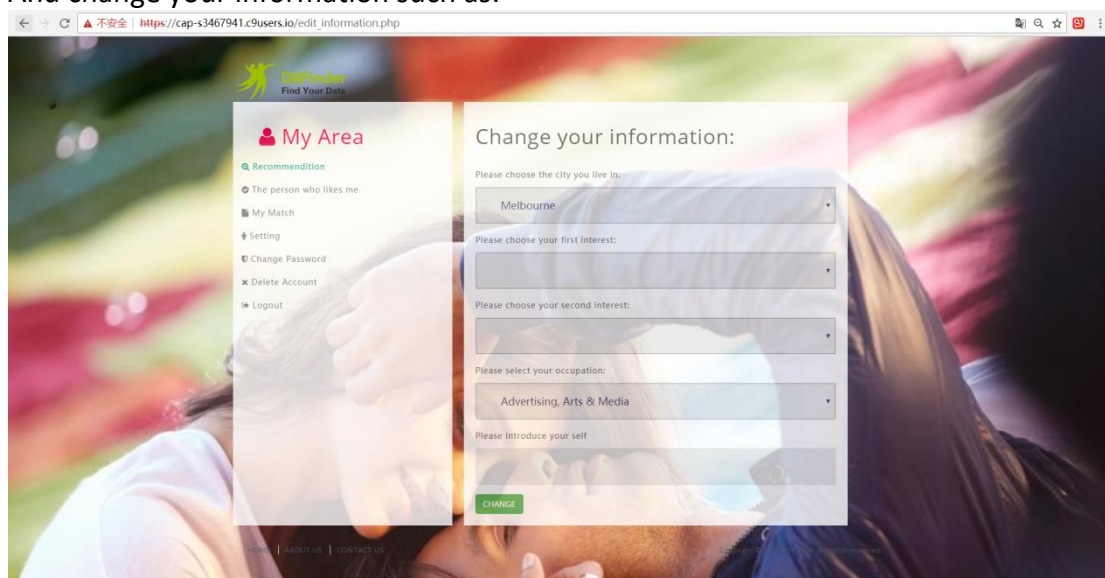 And change your information such as:
不安全 | https://cap-s3467941.c9users.io/edit_information.php
Find Your Date
My Area
Recommendition
The person who likes me
My Match
Setting
Change Password
Delete Account
Logout
Change your information:
Please choose the city you live in:
Melbourne
Please choose your first interest:
Please choose your second interest:
Please select your occupation:
Advertising, Arts & Media
Please introduce your self
CHANGE
HOME | ABOUT US | CONTACT US